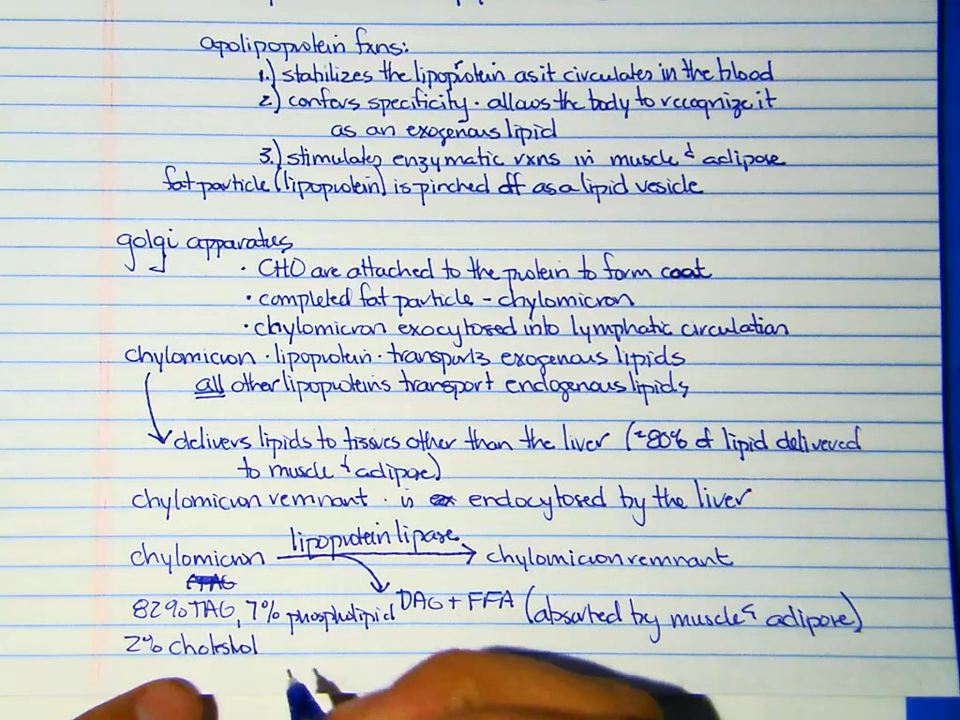 apolipoprotein fxns:
1.) stabilizes the lipoprotein as it circulates in the blood
2.) confers specificity · allows the body to recognize it
as an exogenous lipid
3.) stimulates enzymatic rxns in muscle & adipose
fat particle (lipoprotein) is pinched off as a lipid vesicle
golgi apparatus
· CHO are attached to the protein to form coat
· completed fat particle - chylomicron
· chylomicron exocytosed into lymphatic circulation
chylomicron · lipoprotein · transports exogenous lipids
all other lipoproteins transport endogenous lipids
delivers lipids to tissues other than the liver (~80% of lipid delivered
to muscle & adipose)
chylomicron remnant · is endocytosed by the liver
lipoprotein lipase
chylomicron → chylomicron remnant
82% TAG, 7% phospholipid DAG + FFA (absorbed by muscle & adipose)
2% cholesterol